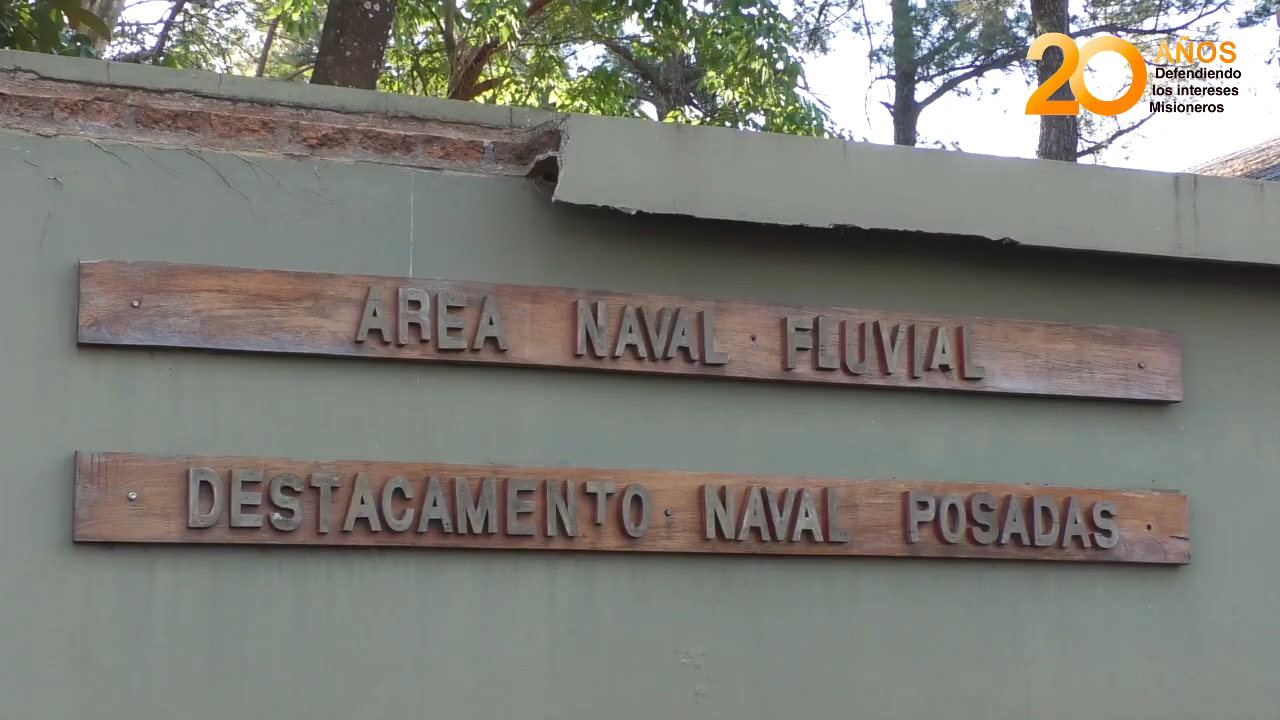 20 AÑOS
Defendiendo
los intereses
Misioneros
AREA NAVAL FLUVIAL
DESTACAMENTO NAVAL POSADAS